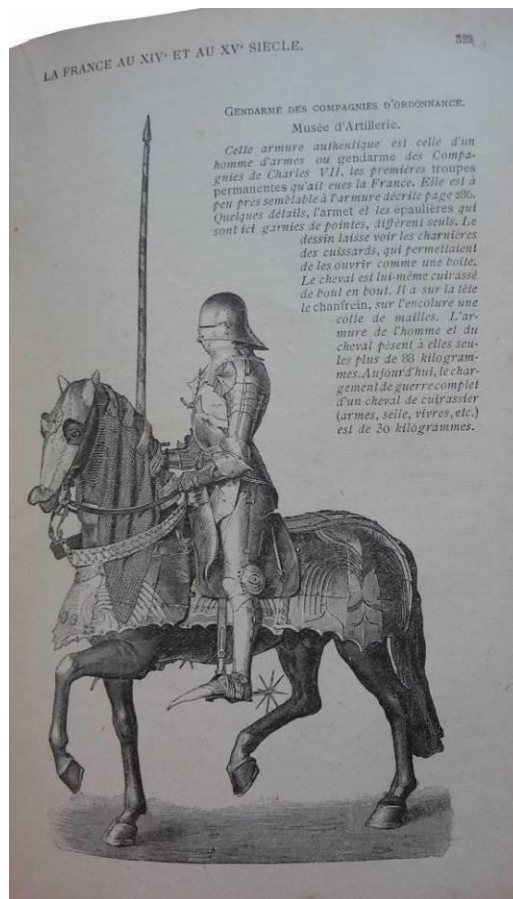 LA FRANCE AU XIVᵉ ET AU XVᵉ SIÈCLE.
325
GENDARME DES COMPAGNIES D'ORDONNANCE.
Musée d'Artillerie.
Cette armure authentique est celle d'un
homme d'armes ou gendarme des Compa-
gnies de Charles VII, les premières troupes
permanentes qu'ait eues la France. Elle est à
peu près semblable à l'armure décrite page 286.
Quelques détails, l'armet et les épaulières qui
sont ici garnies de pointes, diffèrent seuls. Le
dessin laisse voir les charnières
des cuissards, qui permettaient
de les ouvrir comme une boîte.
Le cheval est lui-même cuirassé
de bout en bout. Il a sur la tête
le chanfrein, sur l'encolure une
cotte de mailles. L'ar-
mure de l'homme et du
cheval pèsent à elles seu-
les plus de 88 kilogram-
mes. Aujourd'hui, le char-
gement de guerre complet
d'un cheval de cuirassier
(armes, selle, vivres, etc.)
est de 30 kilogrammes.